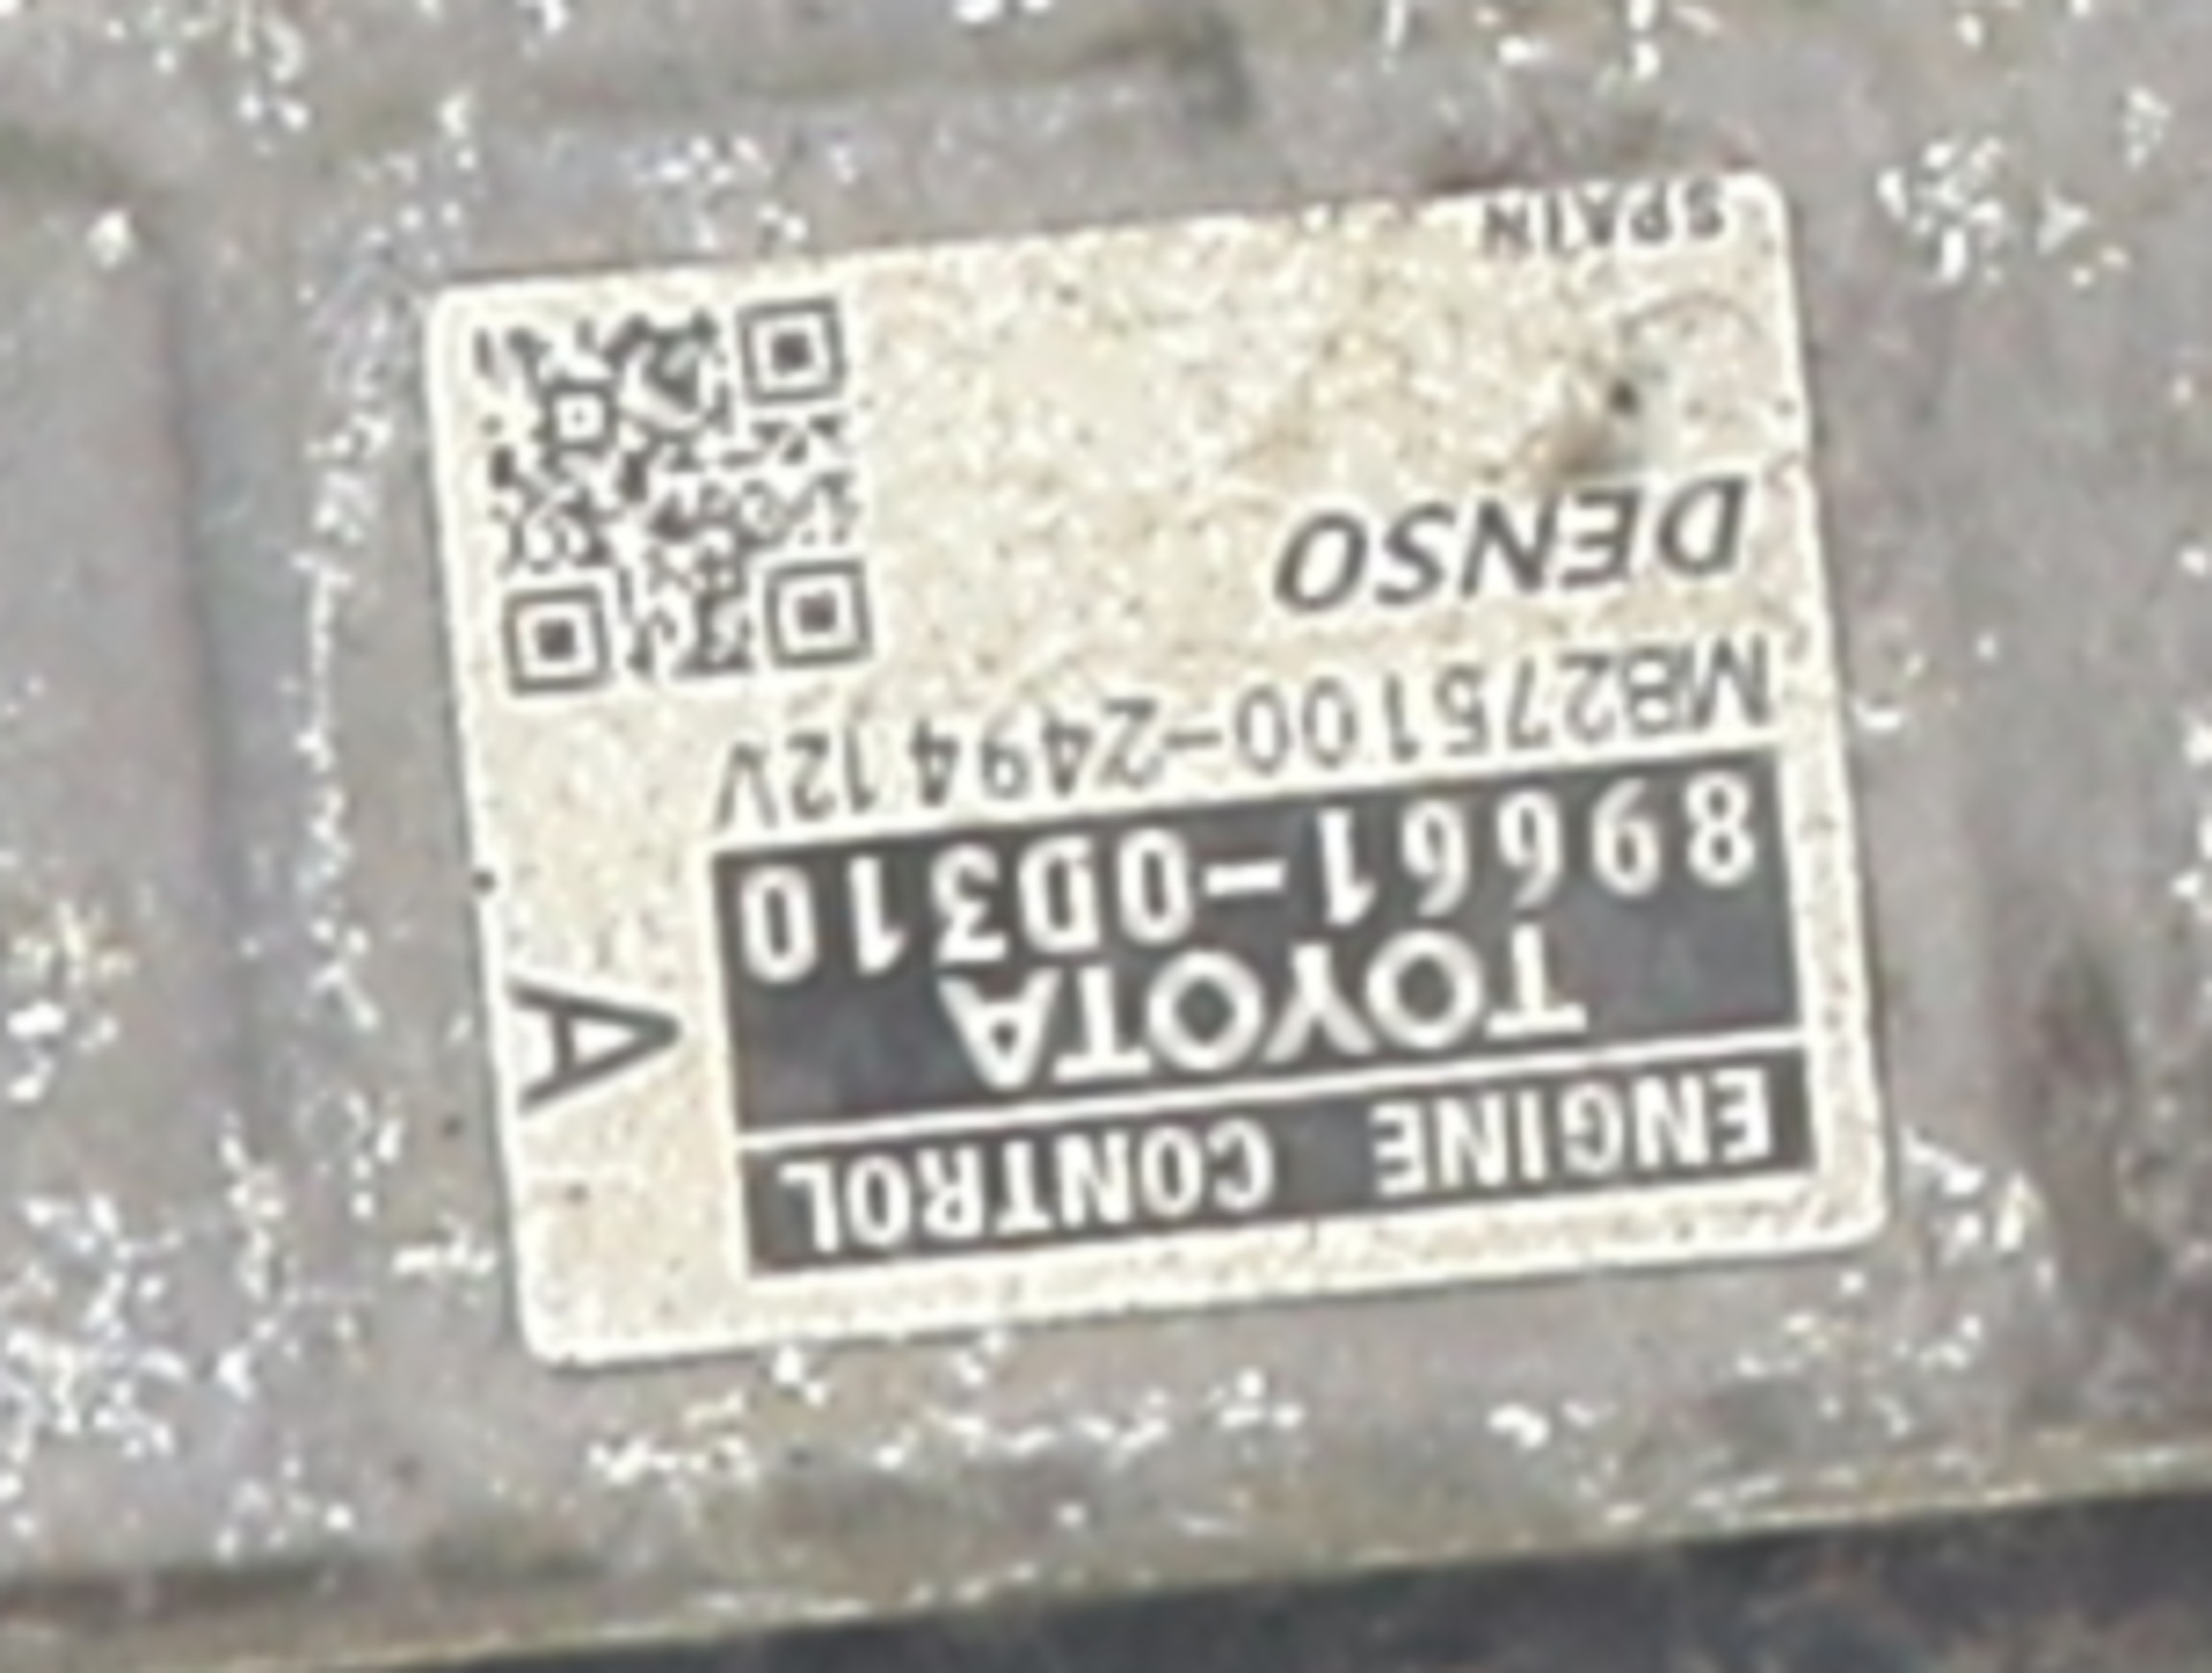 ENGINE CONTROL
TOYOTA
89661-0D310
A
MB275100-2494 12V
DENSO
SPAIN